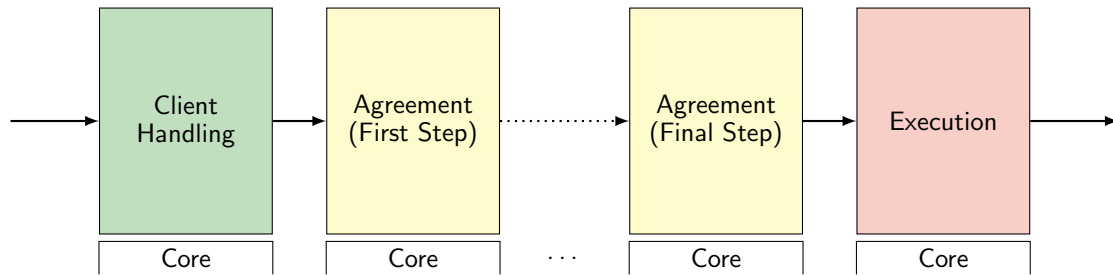 Client
Handling
Agreement
(First Step)
Agreement
(Final Step)
Execution
Core
Core
. . .
Core
Core